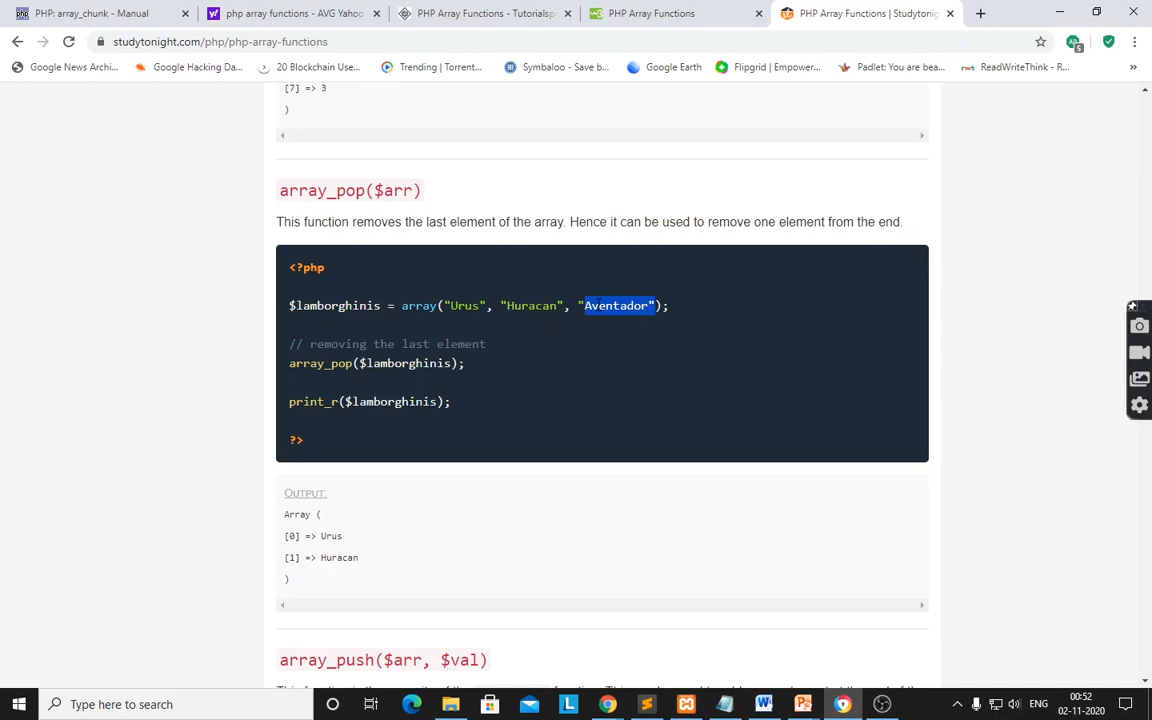 PHP: array_chunk - Manual
php array functions - AVG Yahoo
PHP Array Functions - Tutorialsp
PHP Array Functions
PHP Array Functions | Studytonig
studytonight.com/php/php-array-functions
Google News Archi...
Google Hacking Da...
20 Blockchain Use...
Trending | Torrent...
Symbaloo - Save b...
Google Earth
Flipgrid | Empower...
Padlet: You are bea...
ReadWriteThink - R...
[7] => 3
)
array_pop($arr)
This function removes the last element of the array. Hence it can be used to remove one element from the end.
<?php
$lamborghinis = array("Urus", "Huracan", "Aventador");
// removing the last element
array_pop($lamborghinis);
print_r($lamborghinis);
?>
OUTPUT:
Array (
[0] => Urus
[1] => Huracan
)
array_push($arr, $val)
Type here to search
ENG
00:52
02-11-2020